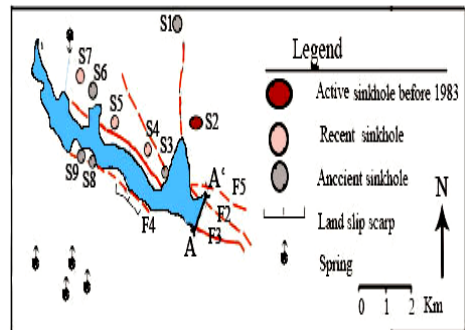 S1
Legend
S7
S6
Active sinkhole before 1983
S5
S2
S4
Recent sinkhole
S3
S9
S8
Anccient sinkhole
A'
F5
N
F4
F2
Land slip scarp
F3
A
Spring
0 1 2
Km